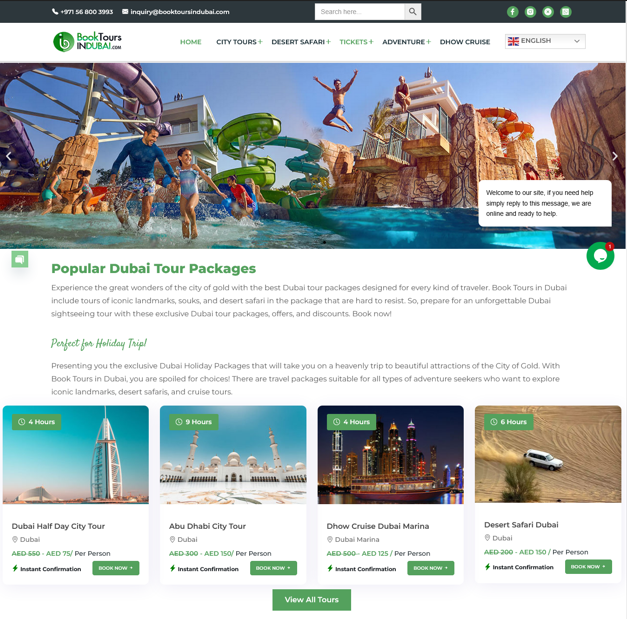 +971 56 800 3993
inquiry@booktoursindubai.com
Search here...
BookTours
INDUBAI.COM
HOME
CITY TOURS +
DESERT SAFARI +
TICKETS +
ADVENTURE +
DHOW CRUISE
ENGLISH
Welcome to our site, if you need help
simply reply to this message, we are
online and ready to help.
1
Popular Dubai Tour Packages
Experience the great wonders of the city of gold with the best Dubai tour packages designed for every kind of traveler. Book Tours in Dubai
include tours of iconic landmarks, souks, and desert safari in the package that are hard to resist. So, prepare for an unforgettable Dubai
sightseeing tour with these exclusive Dubai tour packages, offers, and discounts. Book now!
Perfect for Holiday Trip!
Presenting you the exclusive Dubai Holiday Packages that will take you on a heavenly trip to beautiful attractions of the City of Gold. With
Book Tours in Dubai, you are spoiled for choices! There are travel packages suitable for all types of adventure seekers who want to explore
iconic landmarks, desert safaris, and cruise tours.
4 Hours
Dubai Half Day City Tour
Dubai
AED 550 - AED 75/ Per Person
Instant Confirmation
BOOK NOW +
9 Hours
Abu Dhabi City Tour
Dubai
AED 300 - AED 150/ Per Person
Instant Confirmation
BOOK NOW +
4 Hours
Dhow Cruise Dubai Marina
Dubai Marina
AED 500 - AED 125 / Per Person
Instant Confirmation
BOOK NOW +
6 Hours
Desert Safari Dubai
Dubai
AED 200 - AED 150 / Per Person
Instant Confirmation
BOOK NOW +
View All Tours